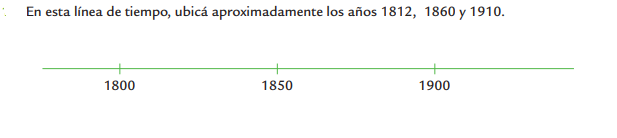 En esta línea de tiempo, ubicá aproximadamente los años 1812, 1860 y 1910.
1800 1850 1900